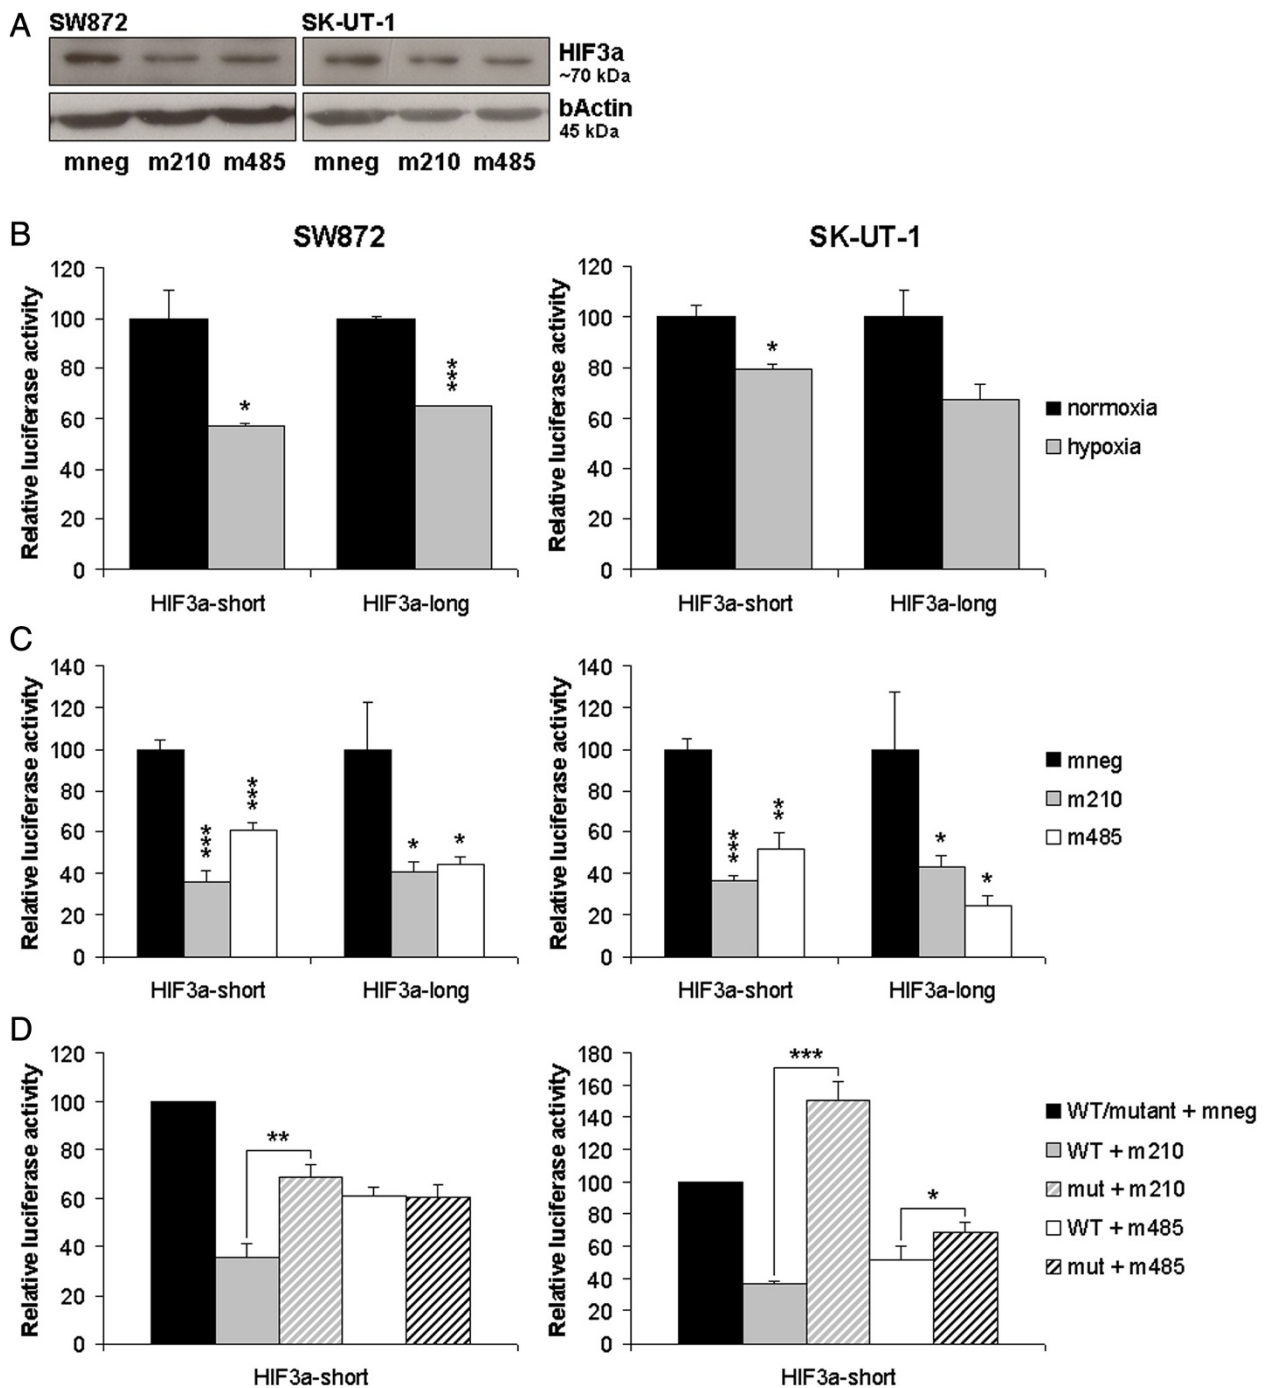 A
SW872
SK-UT-1
HIF3a
~70 kDa
bActin
45 kDa
mneg m210 m485
mneg m210 m485
B
SW872
Relative luciferase activity
120
100
80
60
40
20
0
*
***
HIF3a-short
HIF3a-long
SK-UT-1
Relative luciferase activity
120
100
80
60
40
20
0
*
HIF3a-short
HIF3a-long
normoxia
hypoxia
C
Relative luciferase activity
140
120
100
80
60
40
20
0
***
***
*
*
HIF3a-short
HIF3a-long
Relative luciferase activity
140
120
100
80
60
40
20
0
***
**
*
*
HIF3a-short
HIF3a-long
mneg
m210
m485
D
Relative luciferase activity
120
100
80
60
40
20
0
**
HIF3a-short
Relative luciferase activity
180
160
140
120
100
80
60
40
20
0
***
*
HIF3a-short
WT/mutant + mneg
WT + m210
mut + m210
WT + m485
mut + m485